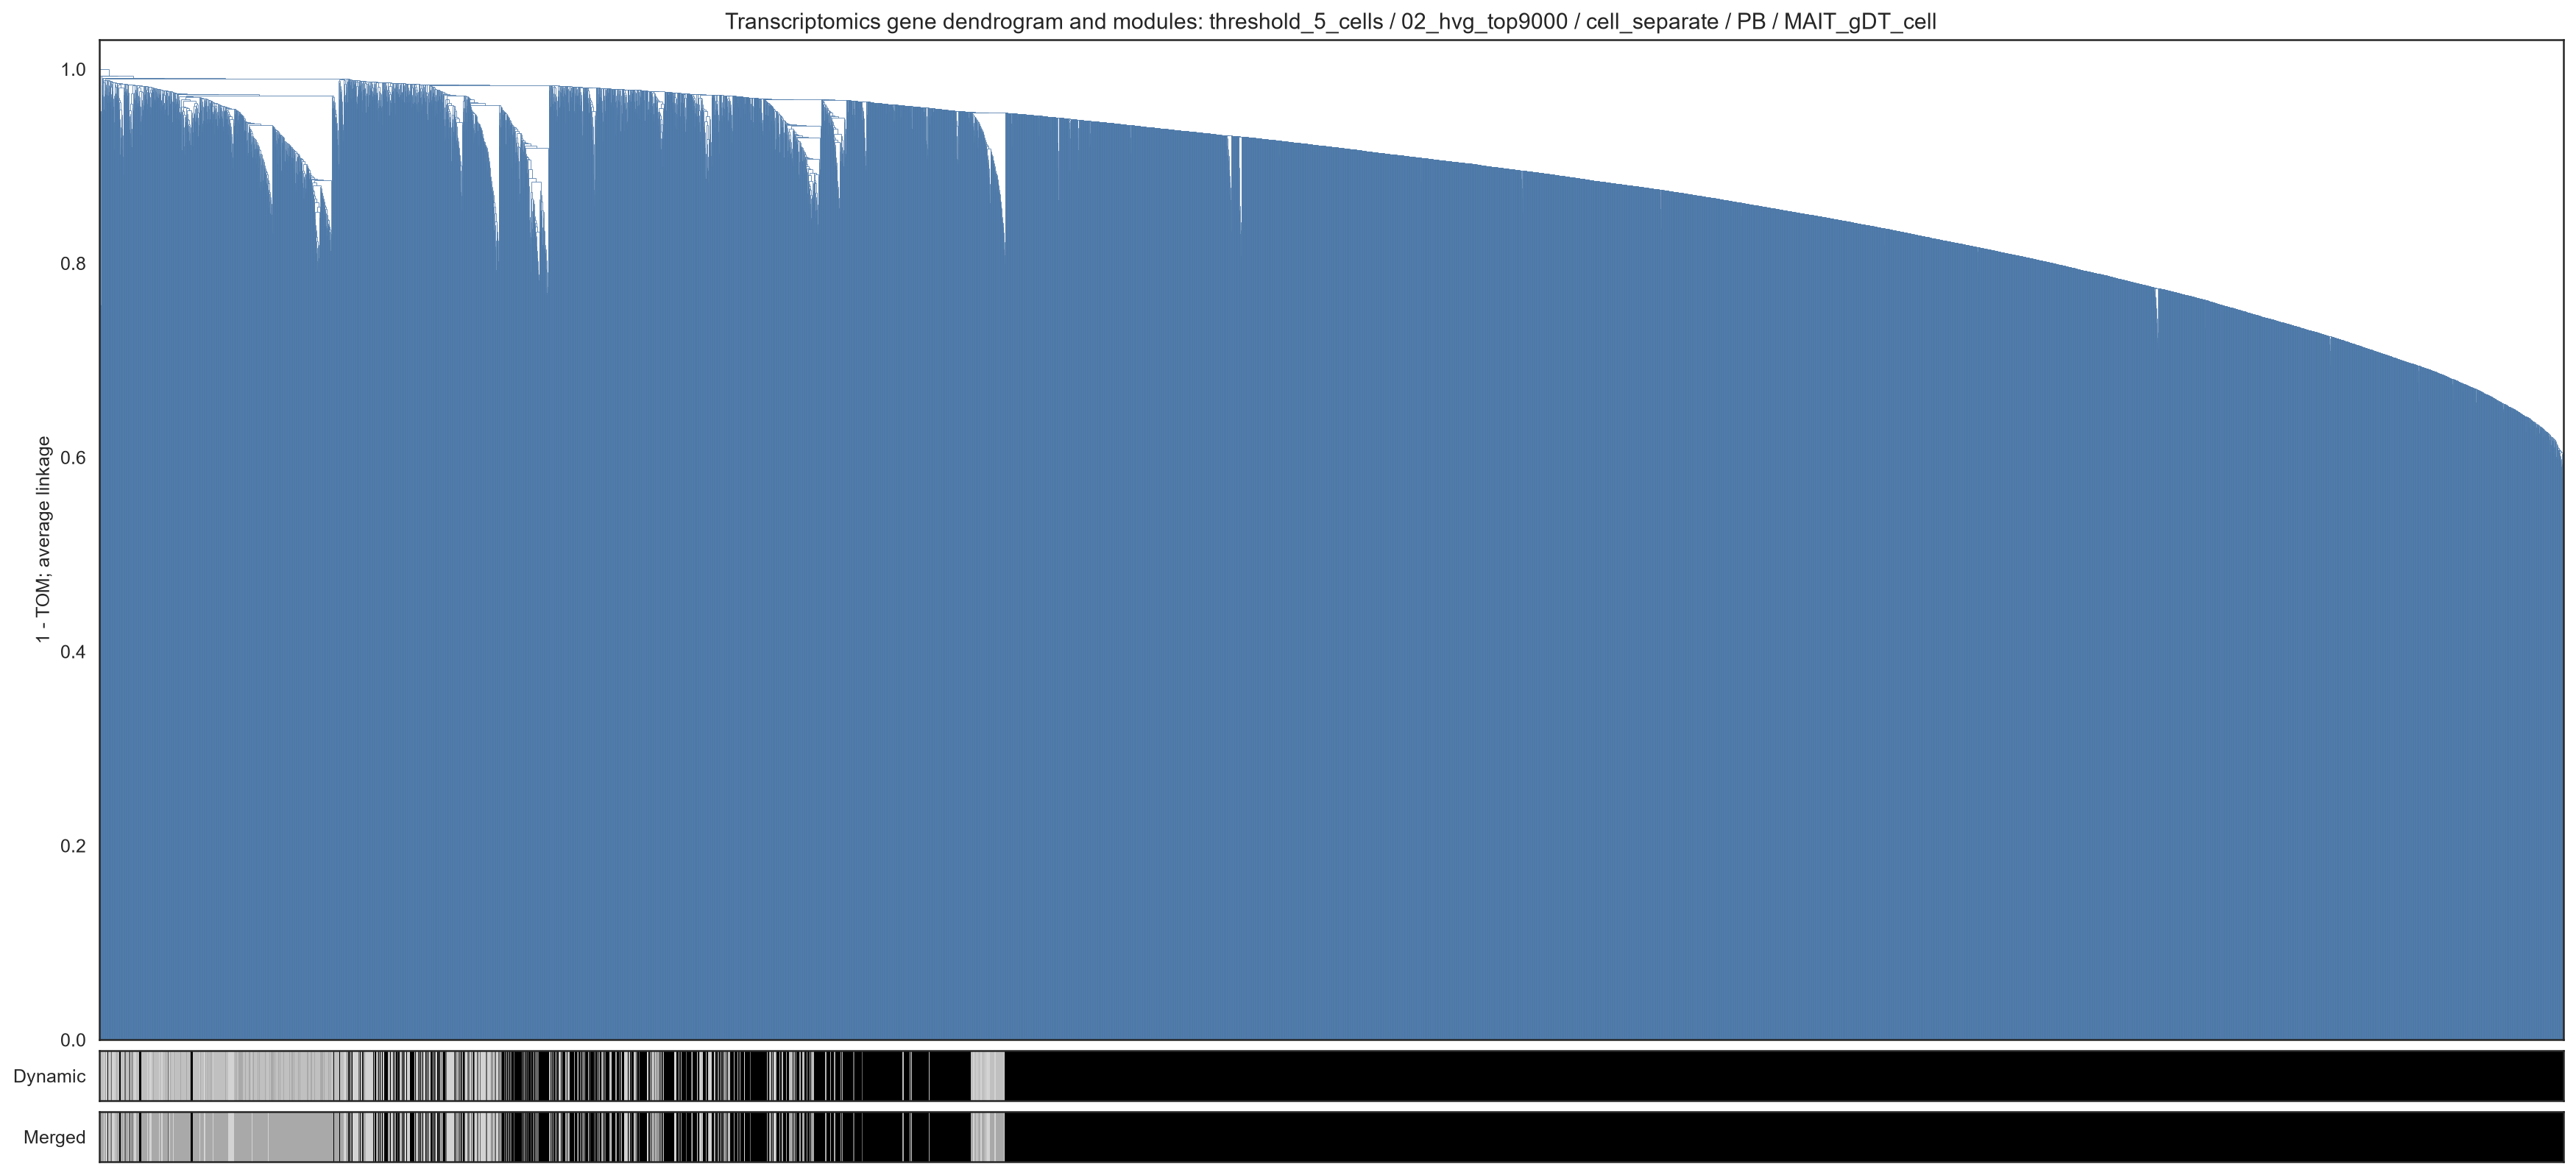 Transcriptomics gene dendrogram and modules: threshold_5_cells / 02_hvg_top9000 / cell_separate / PB / MAIT_gDT_cell
1.0
0.8
0.6
0.4
0.2
0.0
1 - TOM; average linkage
Dynamic
Merged